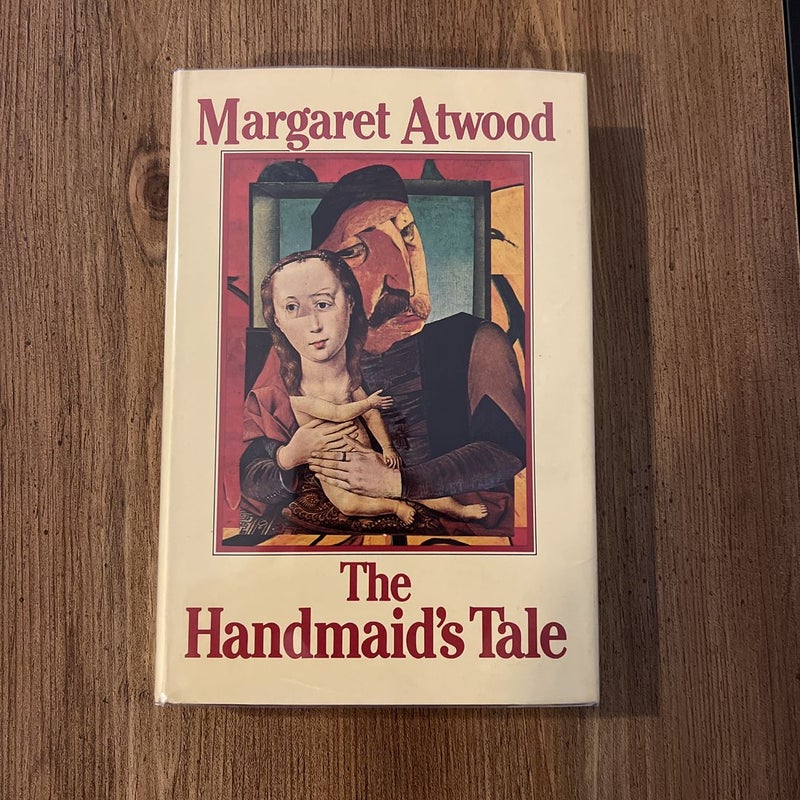 Margaret Atwood
The
Handmaid's Tale